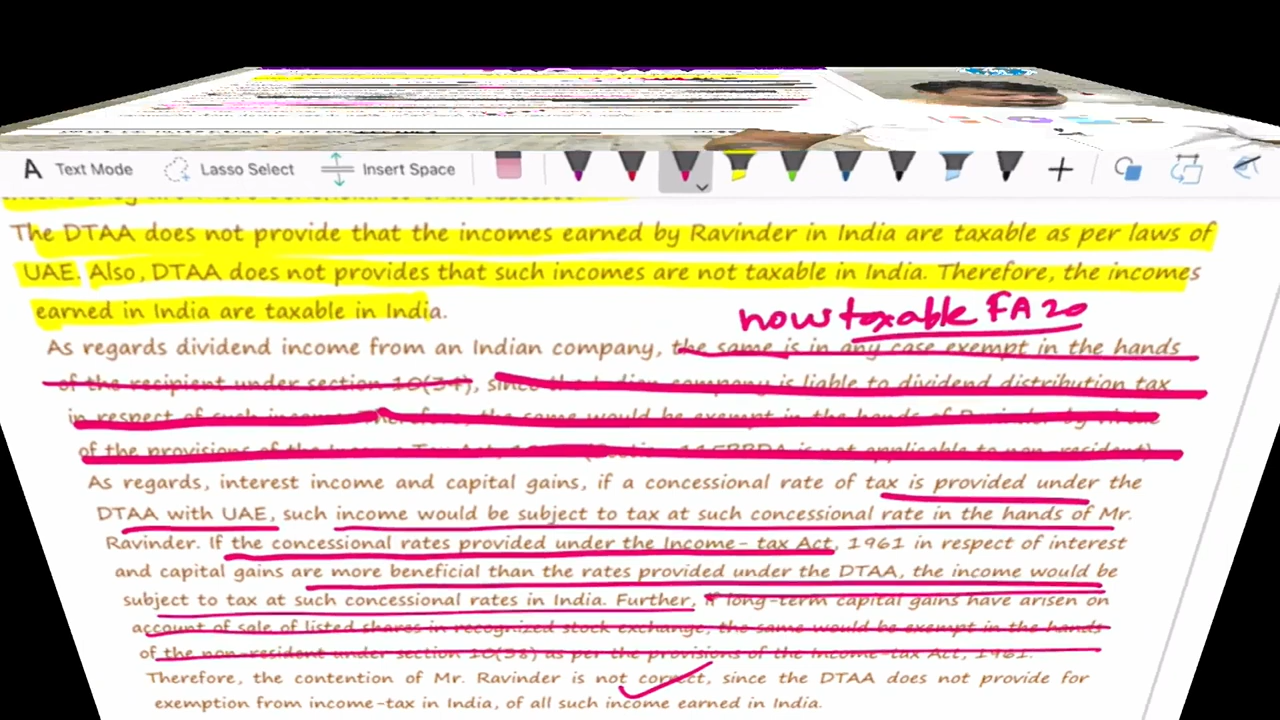 A Text Mode Lasso Select Insert Space
The DTAA does not provide that the incomes earned by Ravinder in India are taxable as per laws of
UAE. Also, DTAA does not provides that such incomes are not taxable in India. Therefore, the incomes
earned in India are taxable in India.
now taxable FA 20
As regards dividend income from an Indian company, the same is in any case exempt in the hands
of the recipient under section 10(34), since the Indian company is liable to dividend distribution tax
in respect of such income. Therefore, the same would be exempt in the hands of Ravinder by virtue
of the provisions of the Income Tax Act, is not applicable to non-resident)
As regards, interest income and capital gains, if a concessional rate of tax is provided under the
DTAA with UAE, such income would be subject to tax at such concessional rate in the hands of Mr.
Ravinder. If the concessional rates provided under the Income- tax Act, 1961 in respect of interest
and capital gains are more beneficial than the rates provided under the DTAA, the income would be
subject to tax at such concessional rates in India. Further, if long-term capital gains have arisen on
account of sale of listed shares in recognized stock exchange, the same would be exempt in the hands
of the non-resident under section 10(38) as per the provisions of the Income-tax Act, 1961.
Therefore, the contention of Mr. Ravinder is not correct, since the DTAA does not provide for
exemption from income-tax in India, of all such income earned in India.